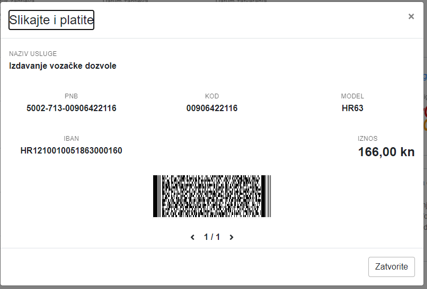 Slikajte i platite
×
NAZIV USLUGE
Izdavanje vozačke dozvole
PNB KOD MODEL
5002-713-00906422116 00906422116 HR63
IBAN IZNOS
HR1210010051863000160 166,00 kn
1 / 1
Zatvorite